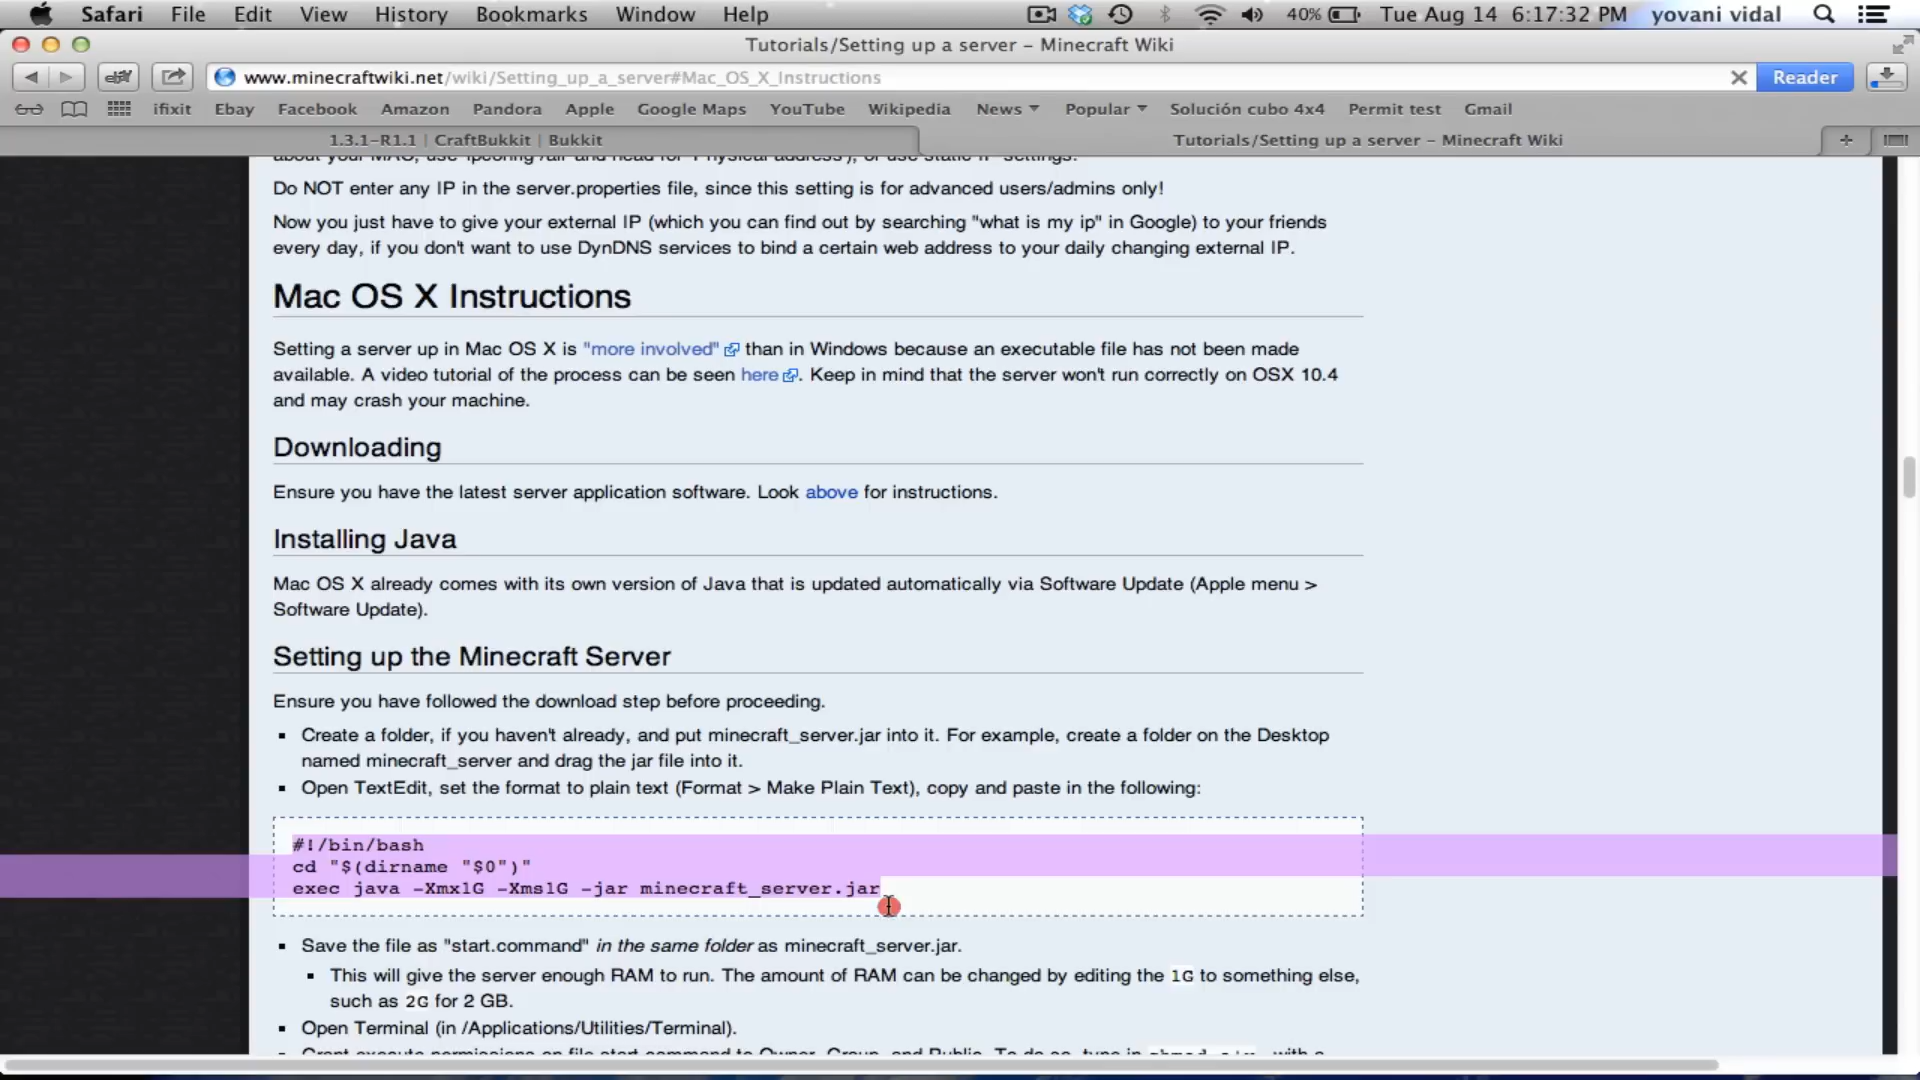 Safari File Edit View History Bookmarks Window Help 40% Tue Aug 14 6:17:32 PM yovani vidal
Tutorials/Setting up a server – Minecraft Wiki
www.minecraftwiki.net/wiki/Setting_up_a_server#Mac_OS_X_Instructions Reader
ifixit Ebay Facebook Amazon Pandora Apple Google Maps YouTube Wikipedia News Popular Solución cubo 4x4 Permit test Gmail
1.3.1-R1.1 | CraftBukkit | Bukkit Tutorials/Setting up a server – Minecraft Wiki
Do NOT enter any IP in the server.properties file, since this setting is for advanced users/admins only!
Now you just have to give your external IP (which you can find out by searching "what is my ip" in Google) to your friends
every day, if you don't want to use DynDNS services to bind a certain web address to your daily changing external IP.
Mac OS X Instructions
Setting a server up in Mac OS X is "more involved" than in Windows because an executable file has not been made
available. A video tutorial of the process can be seen here. Keep in mind that the server won't run correctly on OSX 10.4
and may crash your machine.
Downloading
Ensure you have the latest server application software. Look above for instructions.
Installing Java
Mac OS X already comes with its own version of Java that is updated automatically via Software Update (Apple menu >
Software Update).
Setting up the Minecraft Server
Ensure you have followed the download step before proceeding.
Create a folder, if you haven't already, and put minecraft_server.jar into it. For example, create a folder on the Desktop
named minecraft_server and drag the jar file into it.
Open TextEdit, set the format to plain text (Format > Make Plain Text), copy and paste in the following:
#!/bin/bash
cd "$(dirname "$0")"
exec java -Xmx1G -Xms1G -jar minecraft_server.jar
Save the file as "start.command" in the same folder as minecraft_server.jar.
This will give the server enough RAM to run. The amount of RAM can be changed by editing the 1G to something else,
such as 2G for 2 GB.
Open Terminal (in /Applications/Utilities/Terminal).